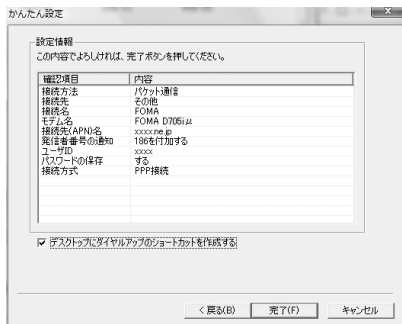 かんたん設定
設定情報
この内容でよろしければ、完了ボタンを押してください。
確認項目 内容
接続方法 パケット通信
接続先 その他
接続名 FOMA
モデム名 FOMA D705iμ
接続先(APN)名 xxxx.ne.jp
発信者番号の通知 186を付加する
ユーザID xxxx
パスワードの保存 する
接続方式 PPP接続
デスクトップにダイヤルアップのショートカットを作成する
< 戻る(B) 完了(F) キャンセル